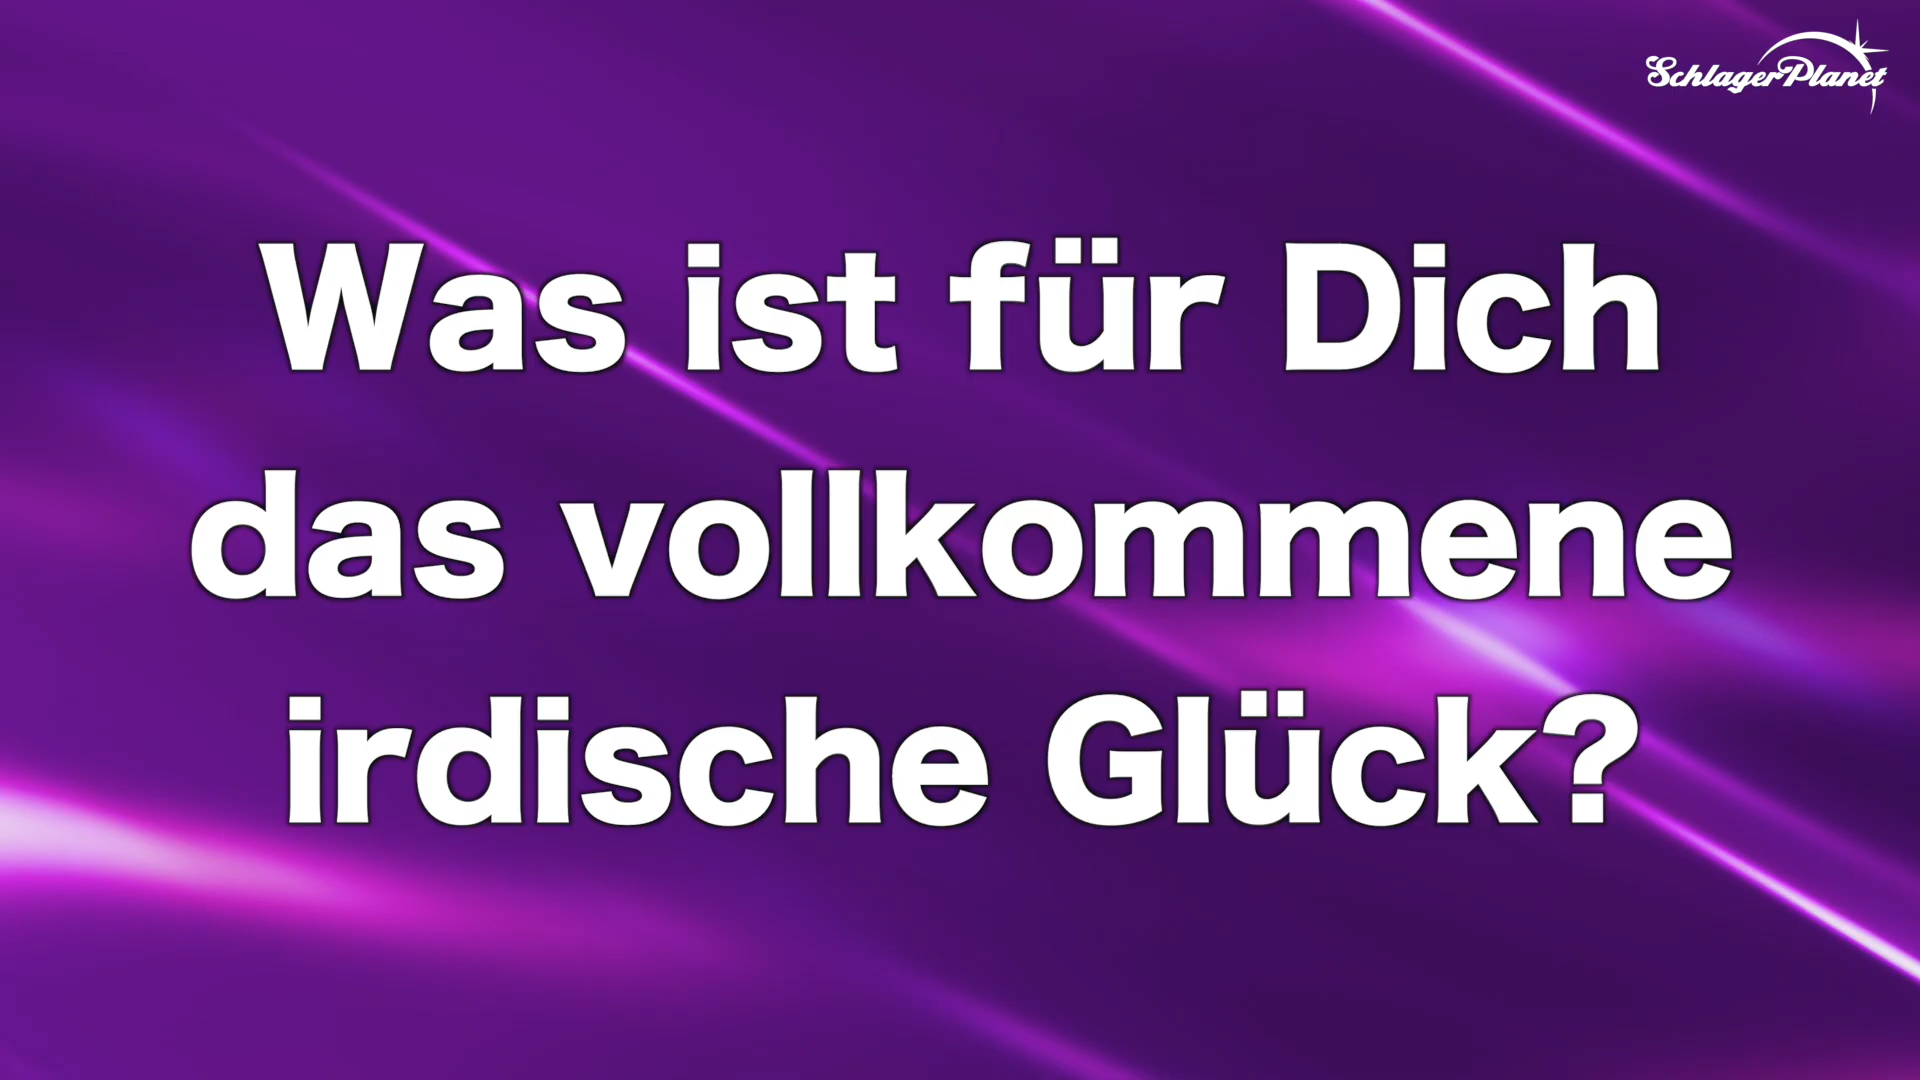 SchlagerPlanet
Was ist für Dich
das vollkommene
irdische Glück?